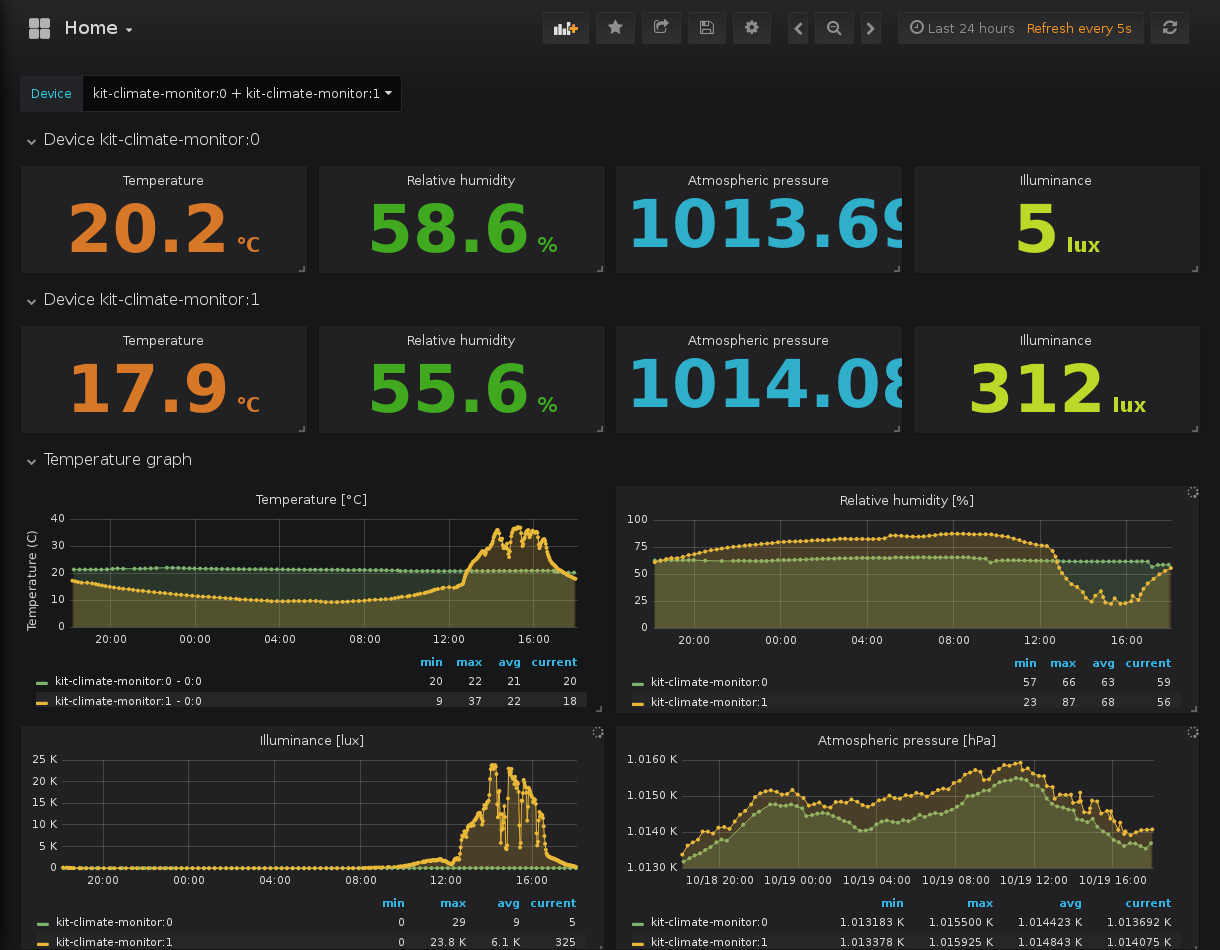 Home
Last 24 hours Refresh every 5s
Device kit-climate-monitor:0 + kit-climate-monitor:1
Device kit-climate-monitor:0
Temperature Relative humidity Atmospheric pressure Illuminance
20.2 °C 58.6 % 1013.69 5 lux
Device kit-climate-monitor:1
Temperature Relative humidity Atmospheric pressure Illuminance
17.9 °C 55.6 % 1014.08 312 lux
Temperature graph
Temperature [°C]
Temperature (C)
40
30
20
10
0
20:00 00:00 04:00 08:00 12:00 16:00
min max avg current
kit-climate-monitor:0 - 0:0 20 22 21 20
kit-climate-monitor:1 - 0:0 9 37 22 18
Relative humidity [%]
100
75
50
25
0
20:00 00:00 04:00 08:00 12:00 16:00
min max avg current
kit-climate-monitor:0 57 66 63 59
kit-climate-monitor:1 23 87 68 56
Illuminance [lux]
25 K
20 K
15 K
10 K
5 K
0
20:00 00:00 04:00 08:00 12:00 16:00
min max avg current
kit-climate-monitor:0 0 29 9 5
kit-climate-monitor:1 0 23.8 K 6.1 K 325
Atmospheric pressure [hPa]
1.0160 K
1.0150 K
1.0140 K
1.0130 K
10/18 20:00 10/19 00:00 10/19 04:00 10/19 08:00 10/19 12:00 10/19 16:00
min max avg current
kit-climate-monitor:0 1.013183 K 1.015500 K 1.014423 K 1.013692 K
kit-climate-monitor:1 1.013378 K 1.015925 K 1.014843 K 1.014075 K